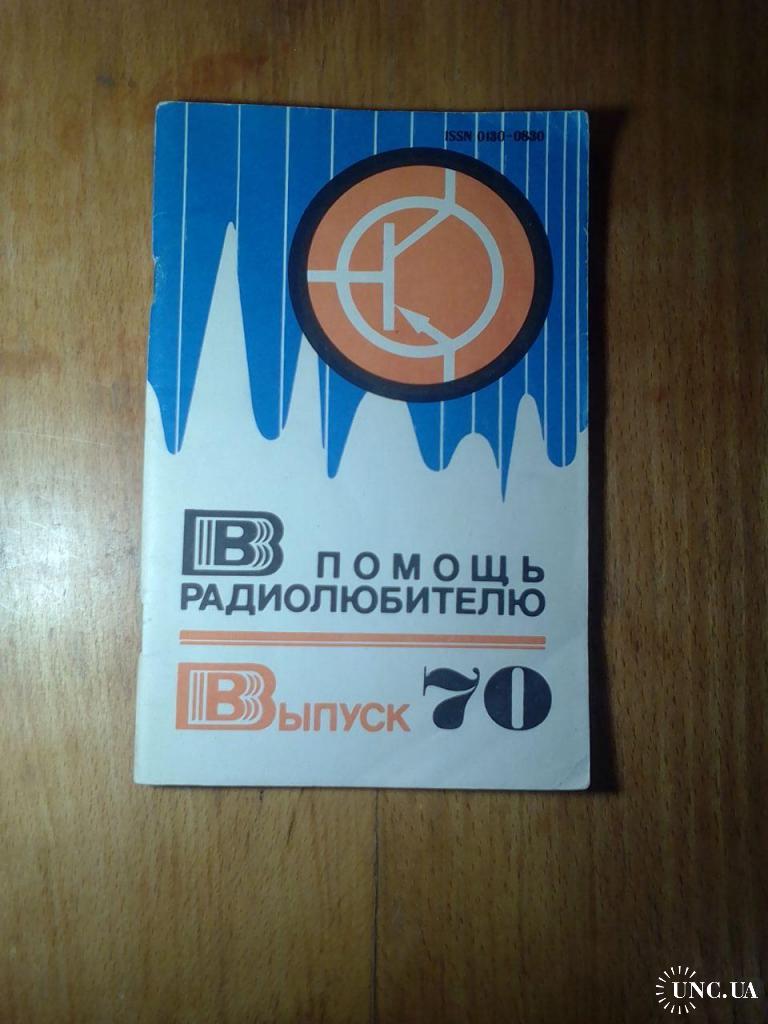 ISSN 0130-0830
В ПОМОЩЬ
РАДИОЛЮБИТЕЛЮ
Выпуск 70
UNC.UA